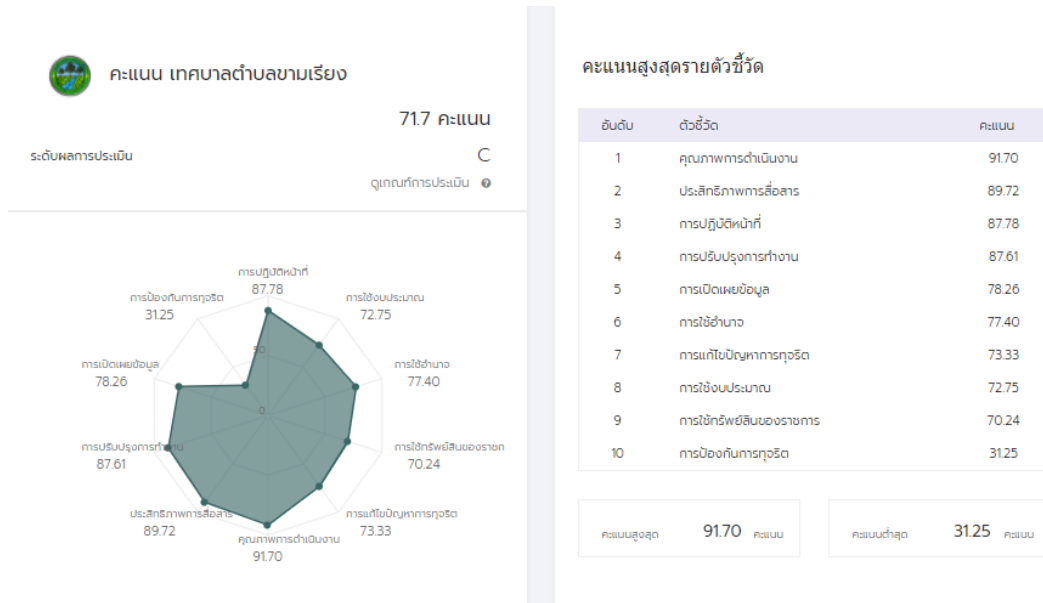 คะแนน เทศบาลตำบลขามเรียง
71.7 คะแนน
ระดับผลการประเมิน C
ดูเกณฑ์การประเมิน
การปฏิบัติหน้าที่
87.78
การป้องกันการทุจริต
31.25
การใช้งบประมาณ
72.75
50
การเปิดเผยข้อมูล
78.26
การใช้อำนาจ
77.40
0
การปรับปรุงการทำงาน
87.61
การใช้ทรัพย์สินของราชก
70.24
ประสิทธิภาพการสื่อสาร
89.72
การแก้ไขปัญหาการทุจริต
73.33
คุณภาพการดำเนินงาน
91.70
คะแนนสูงสุดรายตัวชี้วัด
อันดับ ตัวชี้วัด คะแนน
1 คุณภาพการดำเนินงาน 91.70
2 ประสิทธิภาพการสื่อสาร 89.72
3 การปฏิบัติหน้าที่ 87.78
4 การปรับปรุงการทำงาน 87.61
5 การเปิดเผยข้อมูล 78.26
6 การใช้อำนาจ 77.40
7 การแก้ไขปัญหาการทุจริต 73.33
8 การใช้งบประมาณ 72.75
9 การใช้ทรัพย์สินของราชการ 70.24
10 การป้องกันการทุจริต 31.25
คะแนนสูงสุด 91.70 คะแนน
คะแนนต่ำสุด 31.25 คะแนน